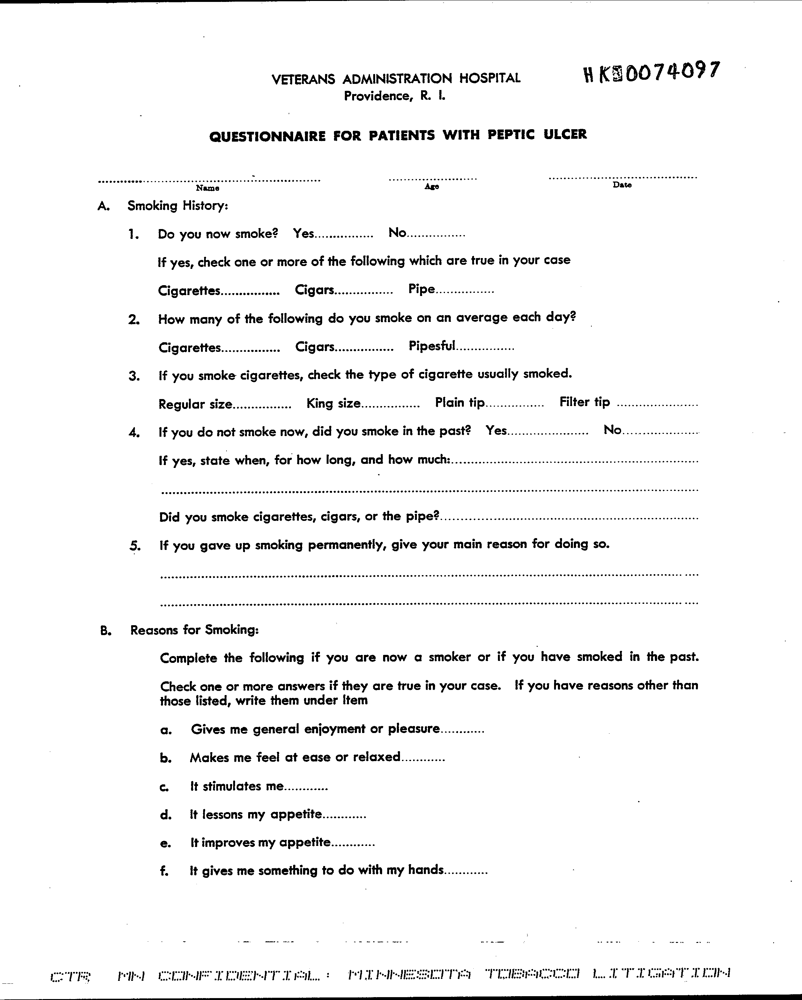 VETERANS ADMINISTRATION HOSPITAL
Providence, R. I.
HK30074097
QUESTIONNAIRE FOR PATIENTS WITH PEPTIC ULCER
Name Age Date
A. Smoking History:
1. Do you now smoke? Yes................ No................
If yes, check one or more of the following which are true in your case
Cigarettes................ Cigars................ Pipe................
2. How many of the following do you smoke on an average each day?
Cigarettes................ Cigars................ Pipesful................
3. If you smoke cigarettes, check the type of cigarette usually smoked.
Regular size................ King size................ Plain tip................ Filter tip ......................
4. If you do not smoke now, did you smoke in the past? Yes...................... No.....................
If yes, state when, for how long, and how much:....................................................................
Did you smoke cigarettes, cigars, or the pipe?......................................................................
5. If you gave up smoking permanently, give your main reason for doing so.
B. Reasons for Smoking:
Complete the following if you are now a smoker or if you have smoked in the past.
Check one or more answers if they are true in your case. If you have reasons other than
those listed, write them under Item
a. Gives me general enjoyment or pleasure............
b. Makes me feel at ease or relaxed............
c. It stimulates me............
d. It lessons my appetite............
e. It improves my appetite............
f. It gives me something to do with my hands............
CTR MN CONFIDENTIAL: MINNESOTA TOBACCO LITIGATION